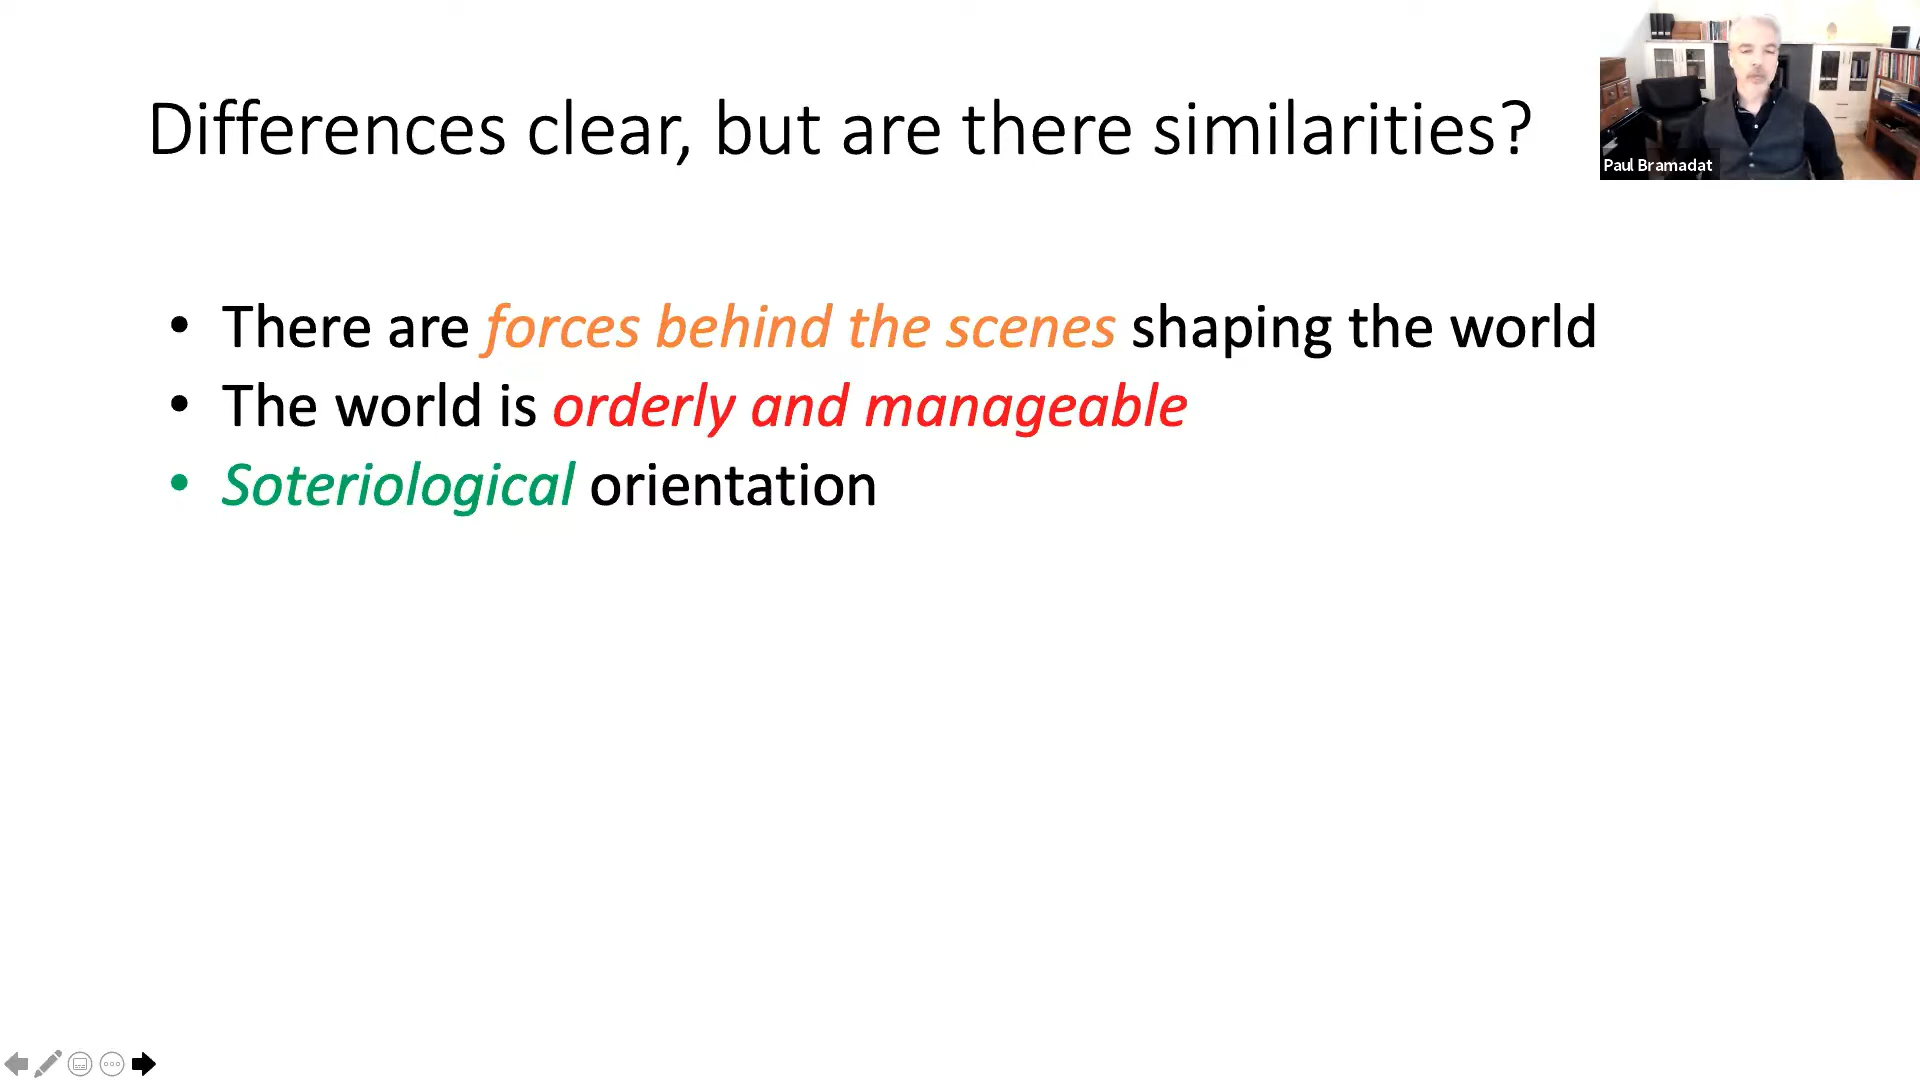 Differences clear, but are there similarities?
Paul Bramadat
• There are forces behind the scenes shaping the world
• The world is orderly and manageable
• Soteriological orientation